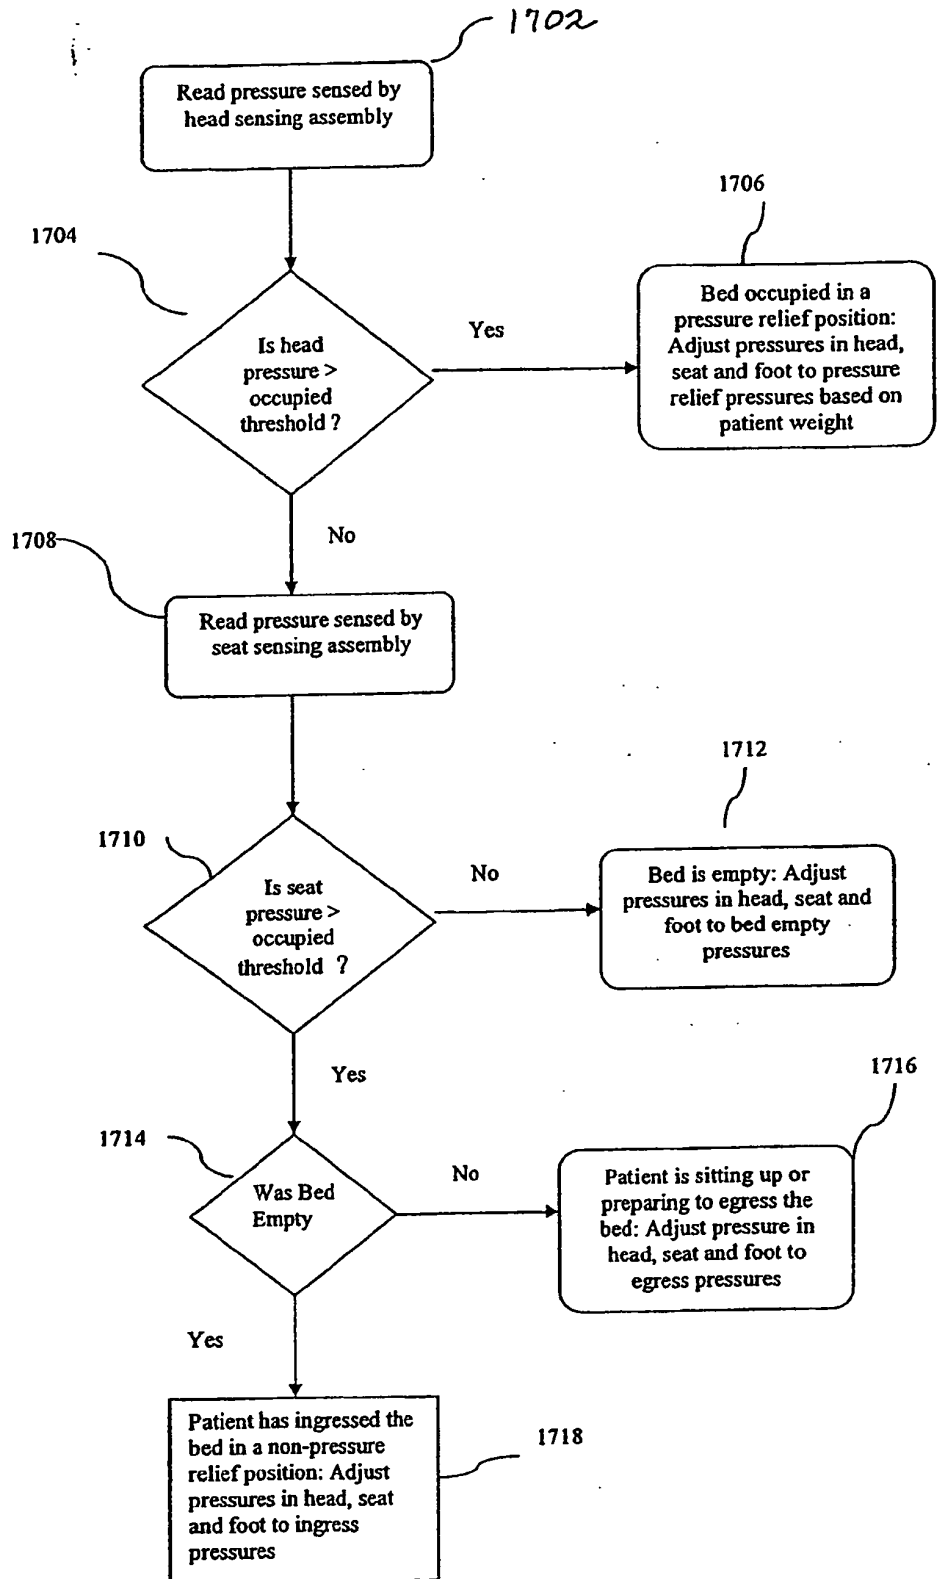 1702
Read pressure sensed by
head sensing assembly
1704
Is head
pressure >
occupied
threshold ?
Yes
1706
Bed occupied in a
pressure relief position:
Adjust pressures in head,
seat and foot to pressure
relief pressures based on
patient weight
No
1708
Read pressure sensed by
seat sensing assembly
1710
Is seat
pressure >
occupied
threshold ?
No
1712
Bed is empty: Adjust
pressures in head, seat and
foot to bed empty
pressures
Yes
1714
Was Bed
Empty
No
1716
Patient is sitting up or
preparing to egress the
bed: Adjust pressure in
head, seat and foot to
egress pressures
Yes
1718
Patient has ingressed the
bed in a non-pressure
relief position: Adjust
pressures in head, seat
and foot to ingress
pressures